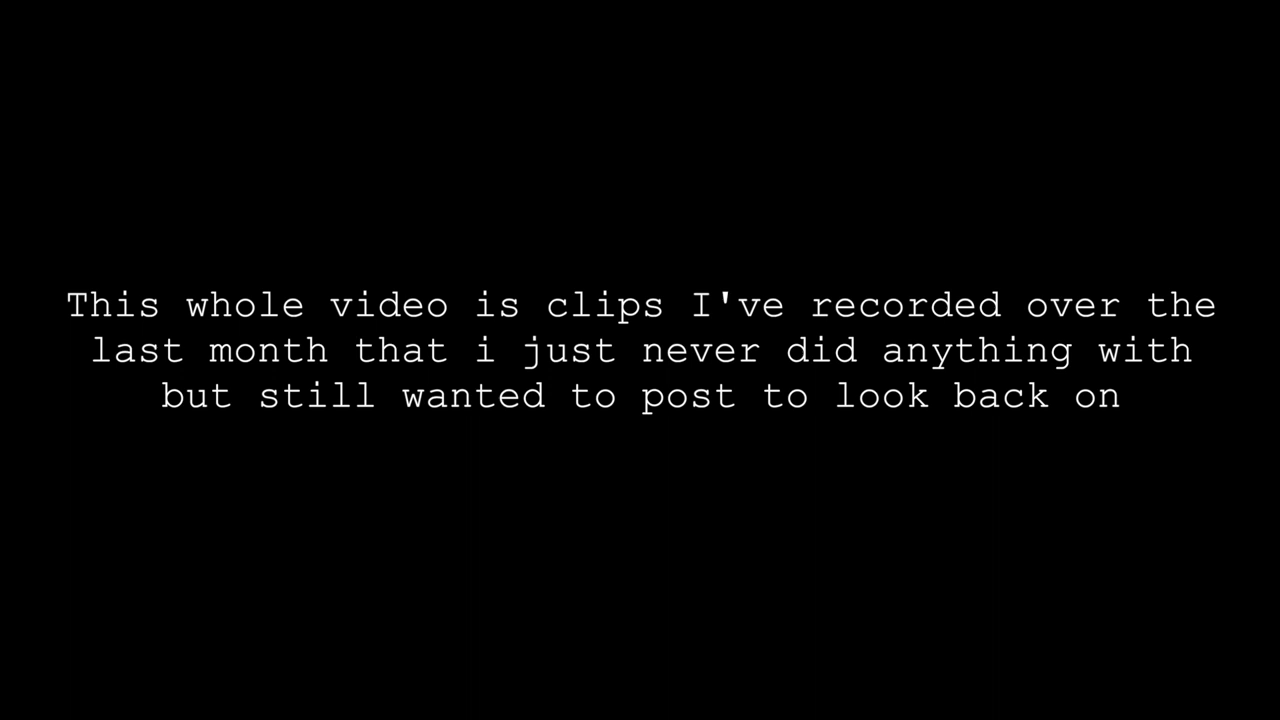 This whole video is clips I've recorded over the
last month that i just never did anything with
but still wanted to post to look back on